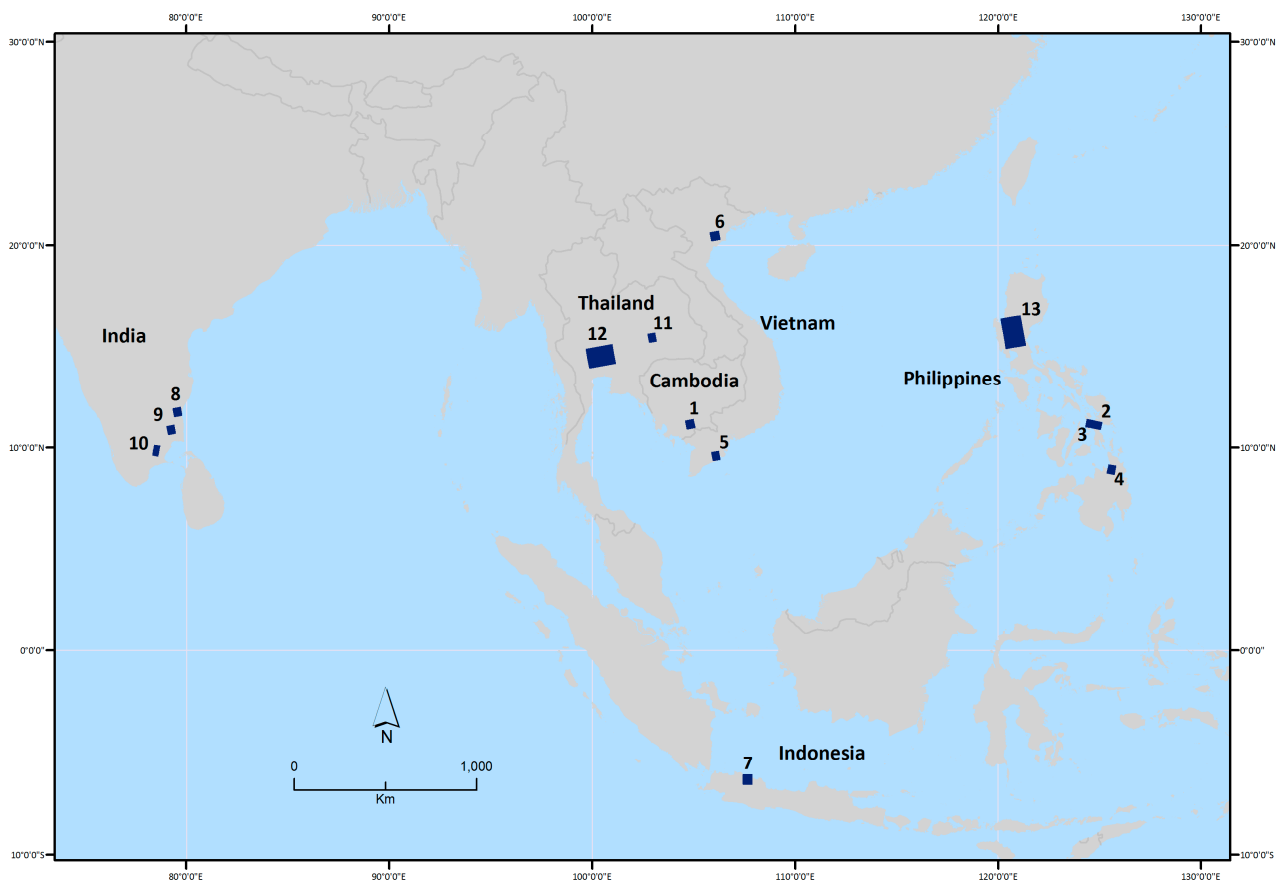 80°0'0"E 90°0'0"E 100°0'0"E 110°0'0"E 120°0'0"E 130°0'0"E
30°0'0"N 30°0'0"N
6
20°0'0"N 20°0'0"N
Thailand
13
India 12 11 Vietnam
Cambodia Philippines
8
9 1 2
10 5 3
10°0'0"N 10°0'0"N
4
0°0'0" 0°0'0"
N
Indonesia
0 1,000 7
Km
10°0'0"S 10°0'0"S
80°0'0"E 90°0'0"E 100°0'0"E 110°0'0"E 120°0'0"E 130°0'0"E